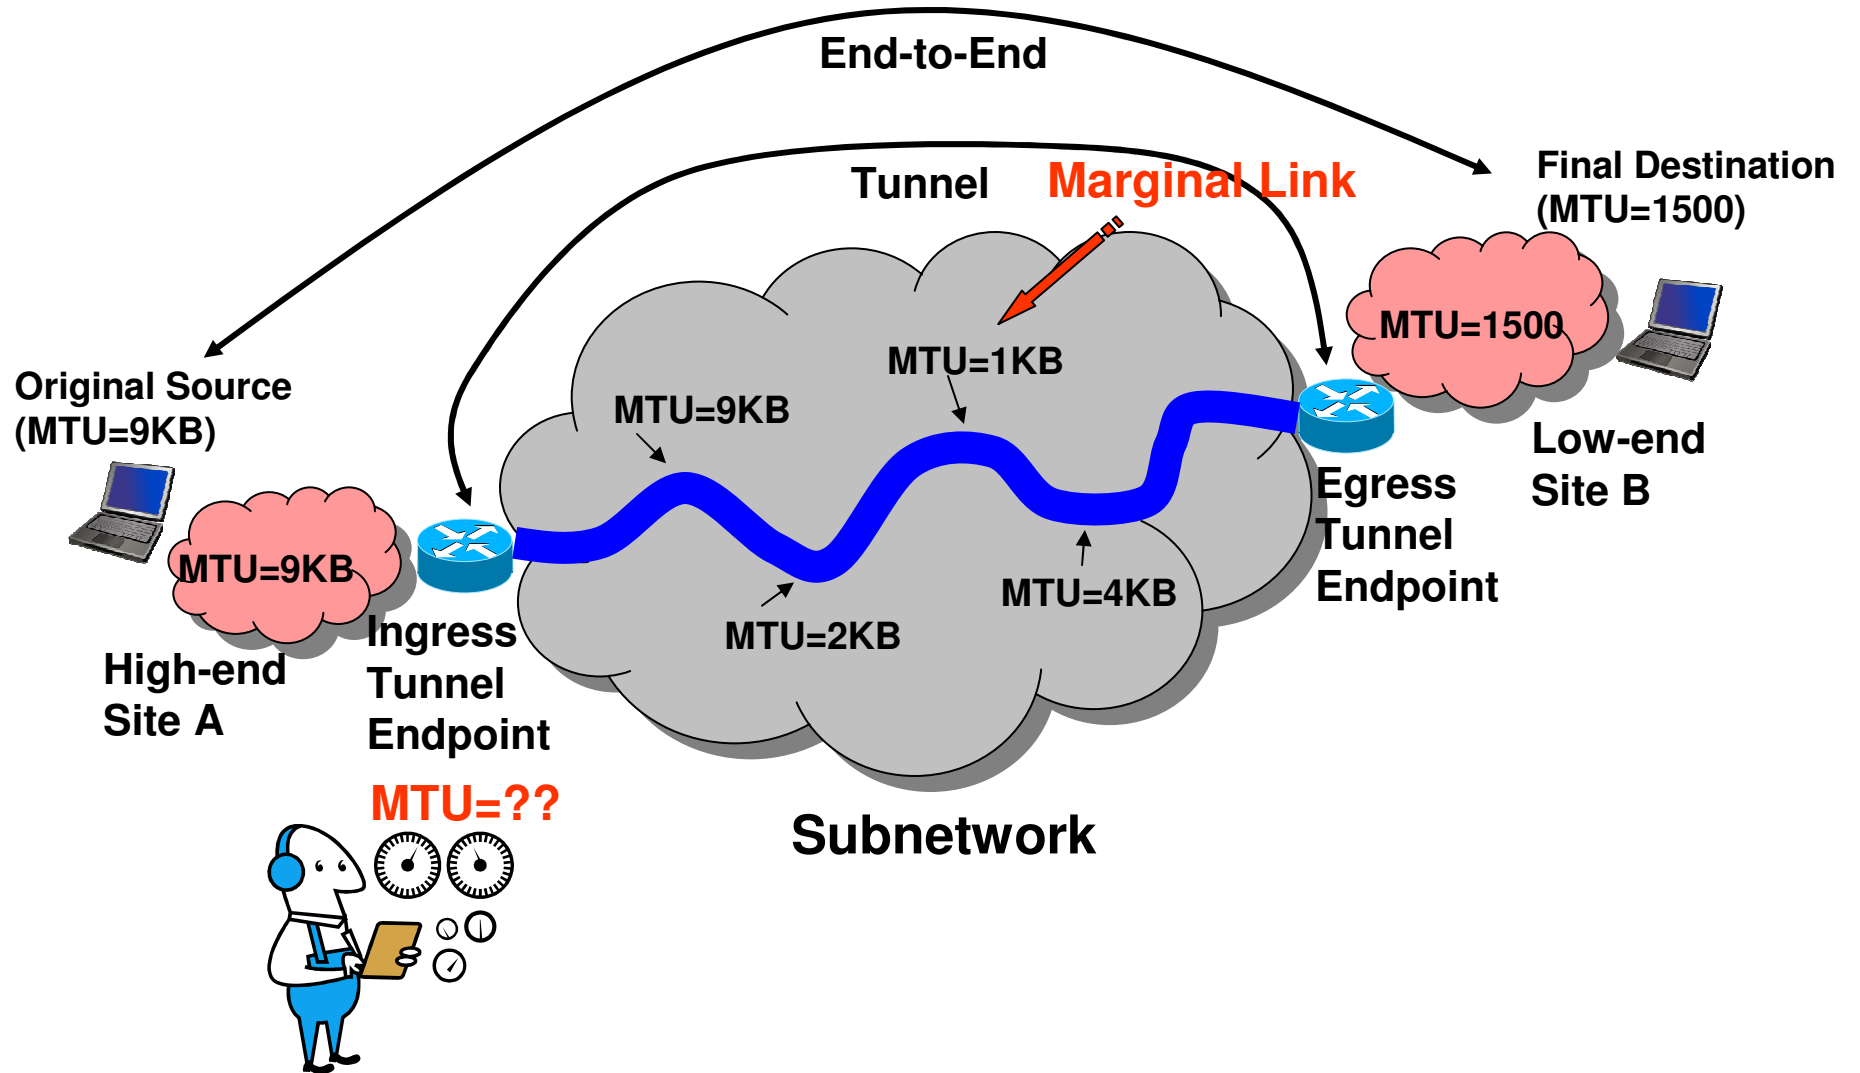 End-to-End
Tunnel
Marginal Link
Final Destination
(MTU=1500)
MTU=1500
MTU=1KB
Original Source
(MTU=9KB)
MTU=9KB
Low-end
Site B
Egress
Tunnel
Endpoint
MTU=9KB
MTU=4KB
MTU=2KB
Ingress
Tunnel
Endpoint
High-end
Site A
MTU=??
Subnetwork